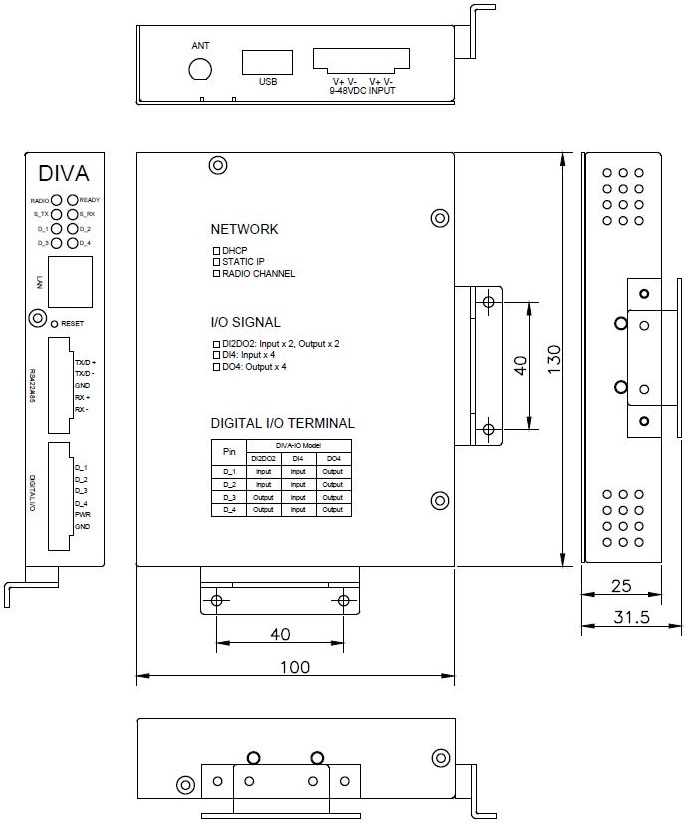 ANT
USB
V+ V- V+ V-
9-48VDC INPUT
DIVA
RADIO READY
S_TX S_RX
D_1 D_2
D_3 D_4
LAN
RESET
RS422/485
TX/D +
TX/D -
GND
RX +
RX -
DIGITAL I/O
D_1
D_2
D_3
D_4
PWR
GND
NETWORK
DHCP
STATIC IP
RADIO CHANNEL
I/O SIGNAL
DI2DO2: Input x 2, Output x 2
DI4: Input x 4
DO4: Output x 4
DIGITAL I/O TERMINAL
Pin DIVA-IO Model
DI2DO2 DI4 DO4
D_1 Input Input Output
D_2 Input Input Output
D_3 Output Input Output
D_4 Output Input Output
40
130
40
100
25
31.5